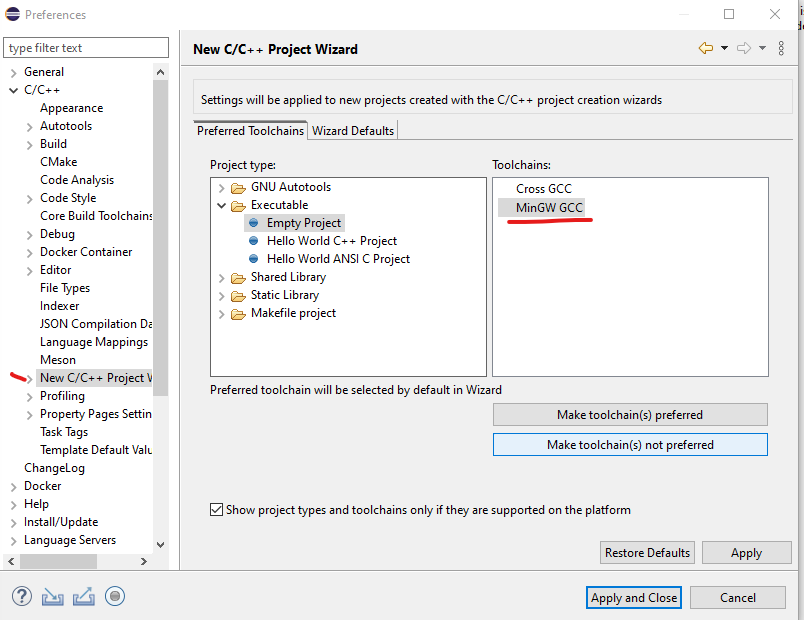 Preferences
type filter text
General
C/C++
Appearance
Autotools
Build
CMake
Code Analysis
Code Style
Core Build Toolchains
Debug
Docker Container
Editor
File Types
Indexer
JSON Compilation Da
Language Mappings
Meson
New C/C++ Project W
Profiling
Property Pages Settin
Task Tags
Template Default Valu
ChangeLog
Docker
Help
Install/Update
Language Servers
New C/C++ Project Wizard
Settings will be applied to new projects created with the C/C++ project creation wizards
Preferred Toolchains Wizard Defaults
Project type:
GNU Autotools
Executable
Empty Project
Hello World C++ Project
Hello World ANSI C Project
Shared Library
Static Library
Makefile project
Toolchains:
Cross GCC
MinGW GCC
Preferred toolchain will be selected by default in Wizard
Make toolchain(s) preferred
Make toolchain(s) not preferred
Show project types and toolchains only if they are supported on the platform
Restore Defaults Apply
Apply and Close Cancel